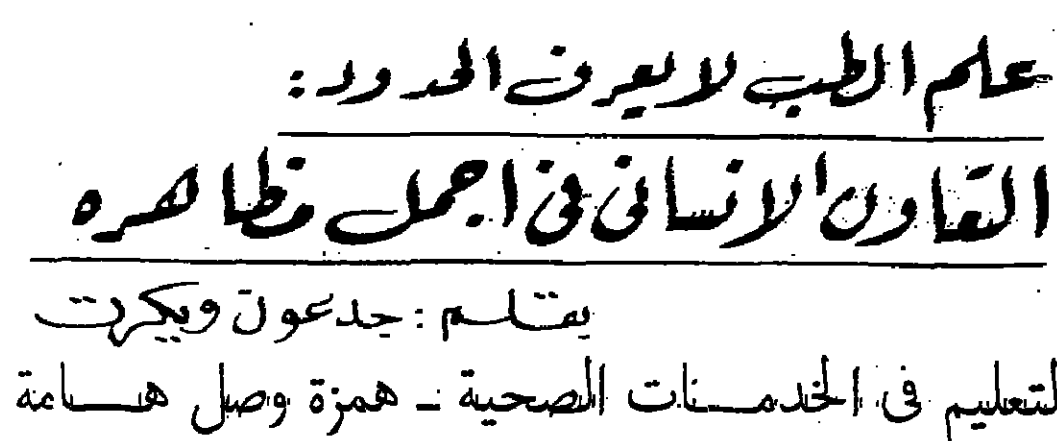 علم الطب لا يعرف الحدود:
التعاون الانسانى فى اجمل مظاهره
بقلم: جدعون ويكرت
لتعليم فى الخدمات الصحية ـ همزة وصل هامة